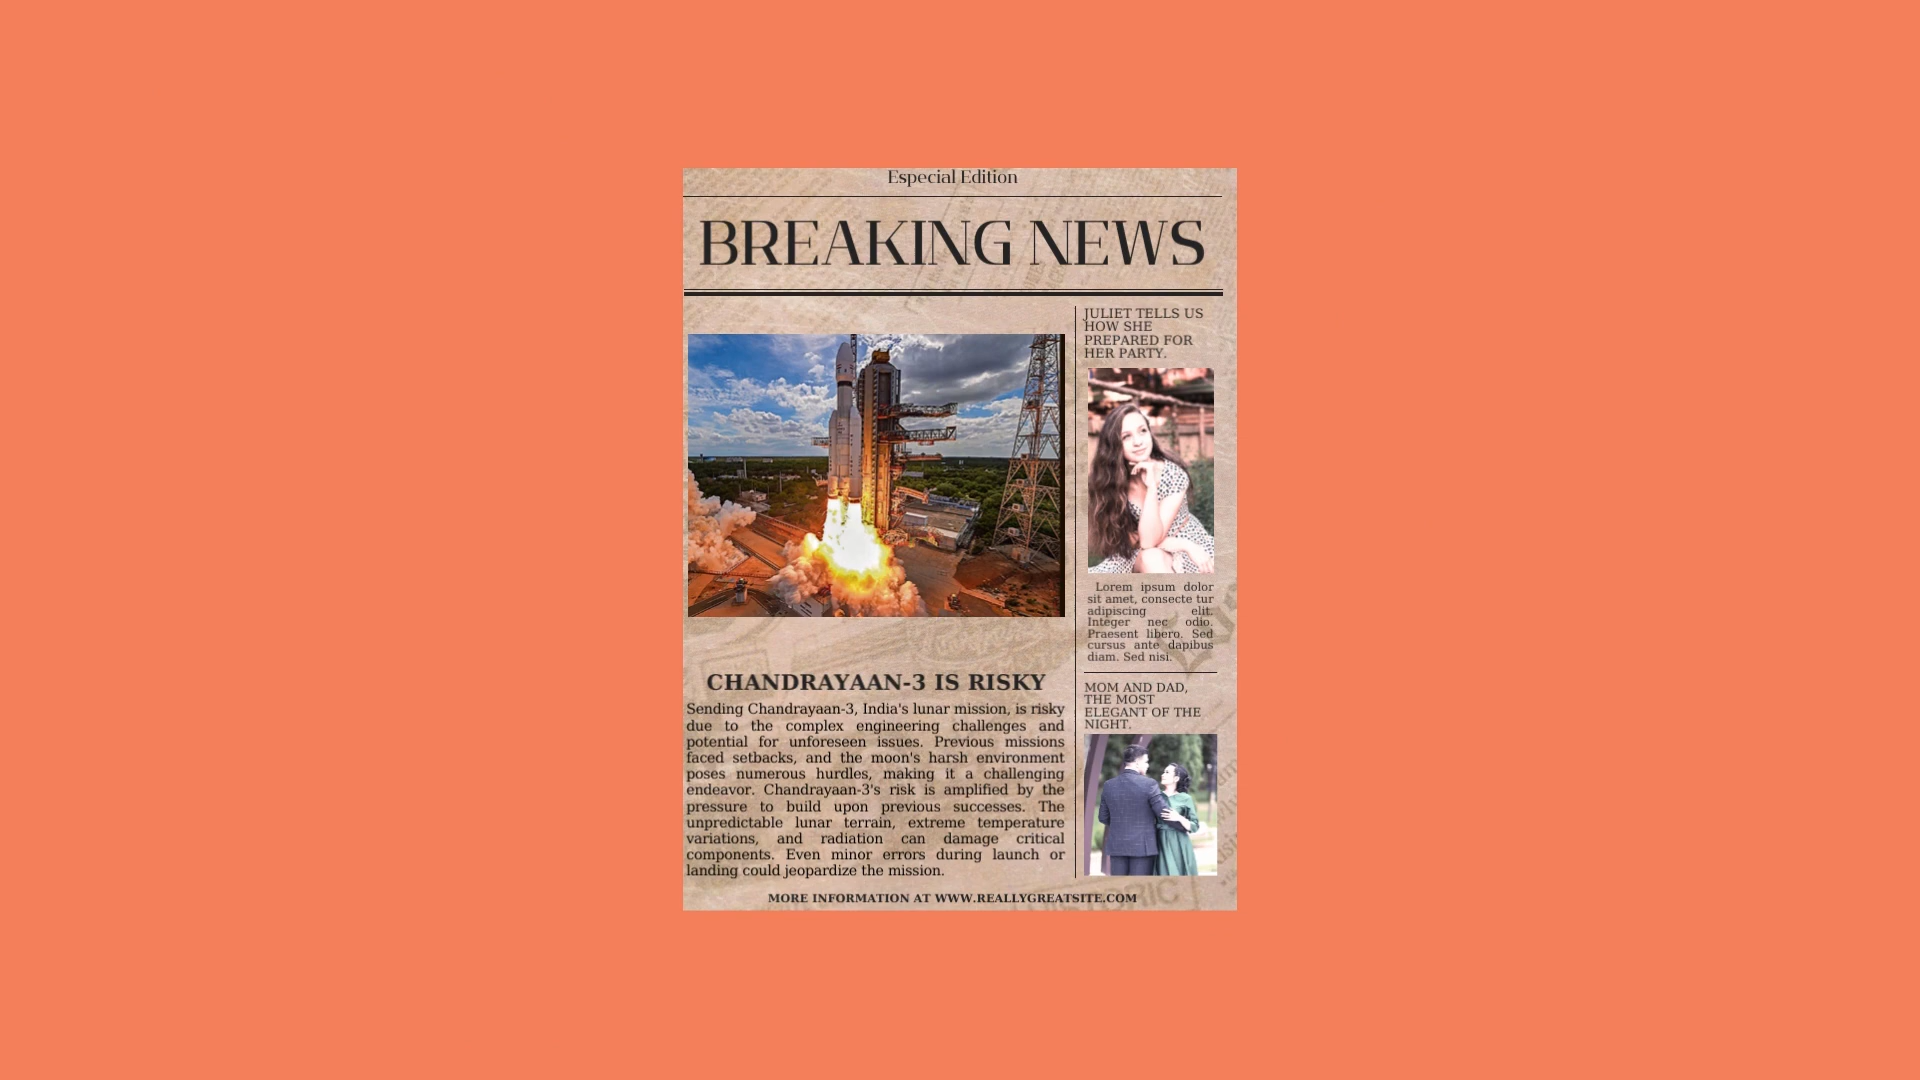 Especial Edition
BREAKING NEWS
CHANDRAYAAN-3 IS RISKY
Sending Chandrayaan-3, India's lunar mission, is risky
due to the complex engineering challenges and
potential for unforeseen issues. Previous missions
faced setbacks, and the moon's harsh environment
poses numerous hurdles, making it a challenging
endeavor. Chandrayaan-3's risk is amplified by the
pressure to build upon previous successes. The
unpredictable lunar terrain, extreme temperature
variations, and radiation can damage critical
components. Even minor errors during launch or
landing could jeopardize the mission.
JULIET TELLS US
HOW SHE
PREPARED FOR
HER PARTY.
Lorem ipsum dolor
sit amet, consecte tur
adipiscing elit.
Integer nec odio.
Praesent libero. Sed
cursus ante dapibus
diam. Sed nisi.
MOM AND DAD,
THE MOST
ELEGANT OF THE
NIGHT.
MORE INFORMATION AT WWW.REALLYGREATSITE.COM